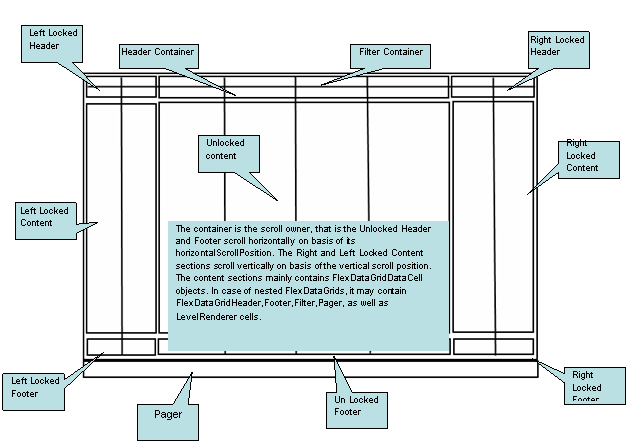 Left Locked
Header
Header Container
Filter Container
Right Locked
Header
Unlocked
content
Right
Locked
Content
Left Locked
Content
The container is the scroll owner, that is the Unlocked Header
and Footer scroll horizontally on basis of its
horizontalScrollPosition. The Right and Left Locked Content
sections scroll vertically on basis of the vertical scroll position.
The content sections mainly contains FlexDataGridDataCell
objects. In case of nested FlexDataGrids, it may contain
FlexDataGridHeader,Footer,Filter,Pager, as well as
LevelRenderer cells.
Left Locked
Footer
Pager
Un Locked
Footer
Right
Locked
Footer